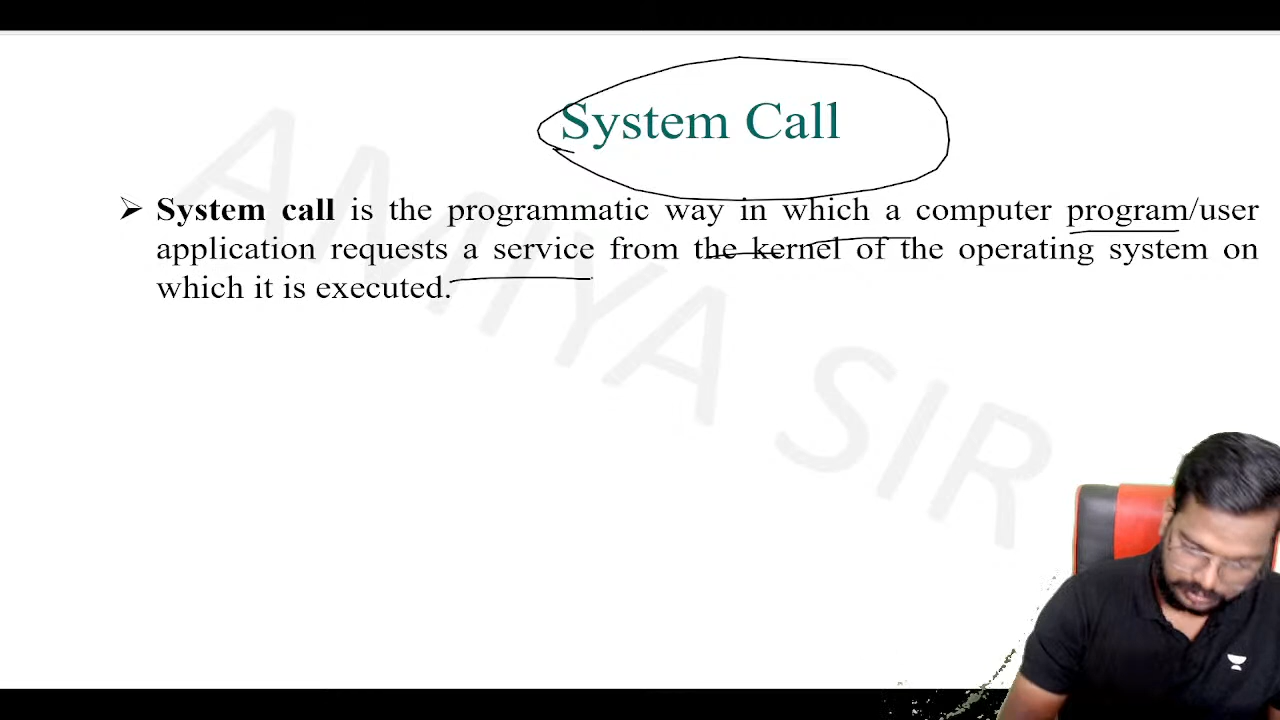 System Call
➢ System call is the programmatic way in which a computer program/user
application requests a service from the kernel of the operating system on
which it is executed.
AMIYA SIR